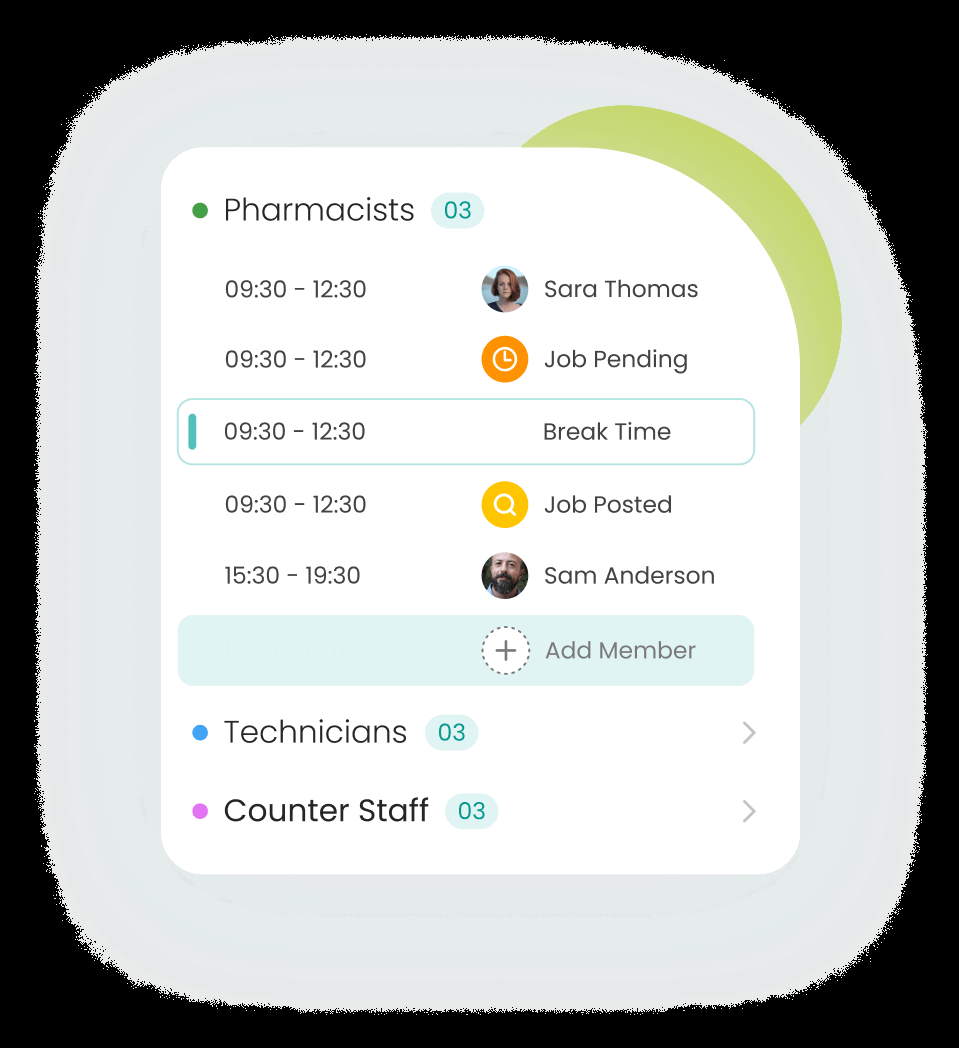 Pharmacists 03
09:30 - 12:30 Sara Thomas
09:30 - 12:30 Job Pending
09:30 - 12:30 Break Time
09:30 - 12:30 Job Posted
15:30 - 19:30 Sam Anderson
Add Member
Technicians 03
Counter Staff 03